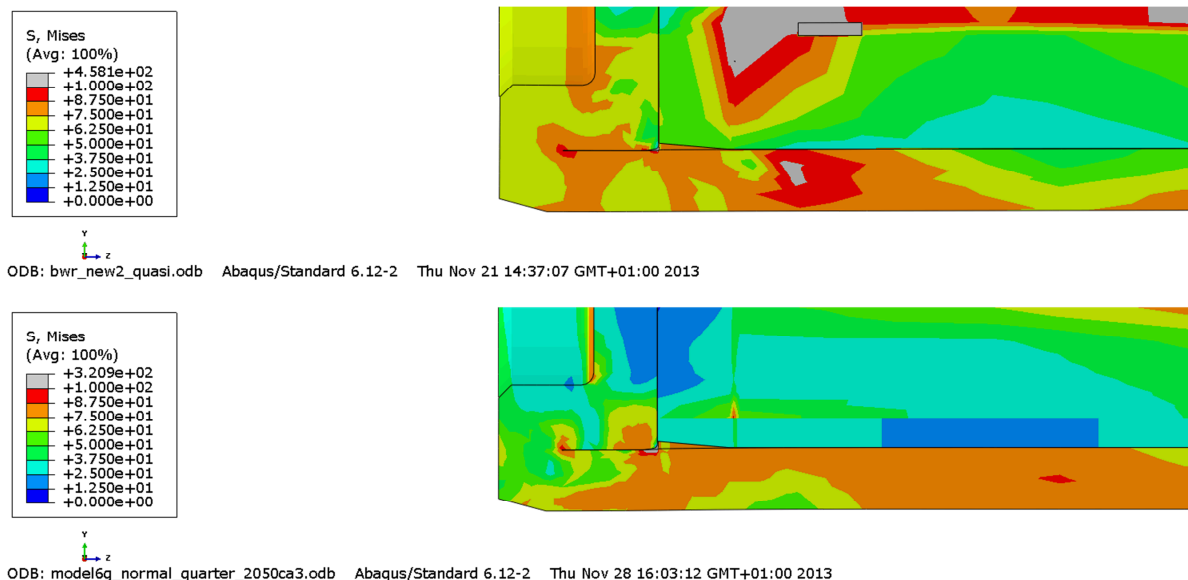 S, Mises
(Avg: 100%)
+4.581e+02
+1.000e+02
+8.750e+01
+7.500e+01
+6.250e+01
+5.000e+01
+3.750e+01
+2.500e+01
+1.250e+01
+0.000e+00
Y
Z
ODB: bwr_new2_quasi.odb Abaqus/Standard 6.12-2 Thu Nov 21 14:37:07 GMT+01:00 2013
S, Mises
(Avg: 100%)
+3.209e+02
+1.000e+02
+8.750e+01
+7.500e+01
+6.250e+01
+5.000e+01
+3.750e+01
+2.500e+01
+1.250e+01
+0.000e+00
Y
Z
ODB: model6g_normal_quarter_2050ca3.odb Abaqus/Standard 6.12-2 Thu Nov 28 16:03:12 GMT+01:00 2013